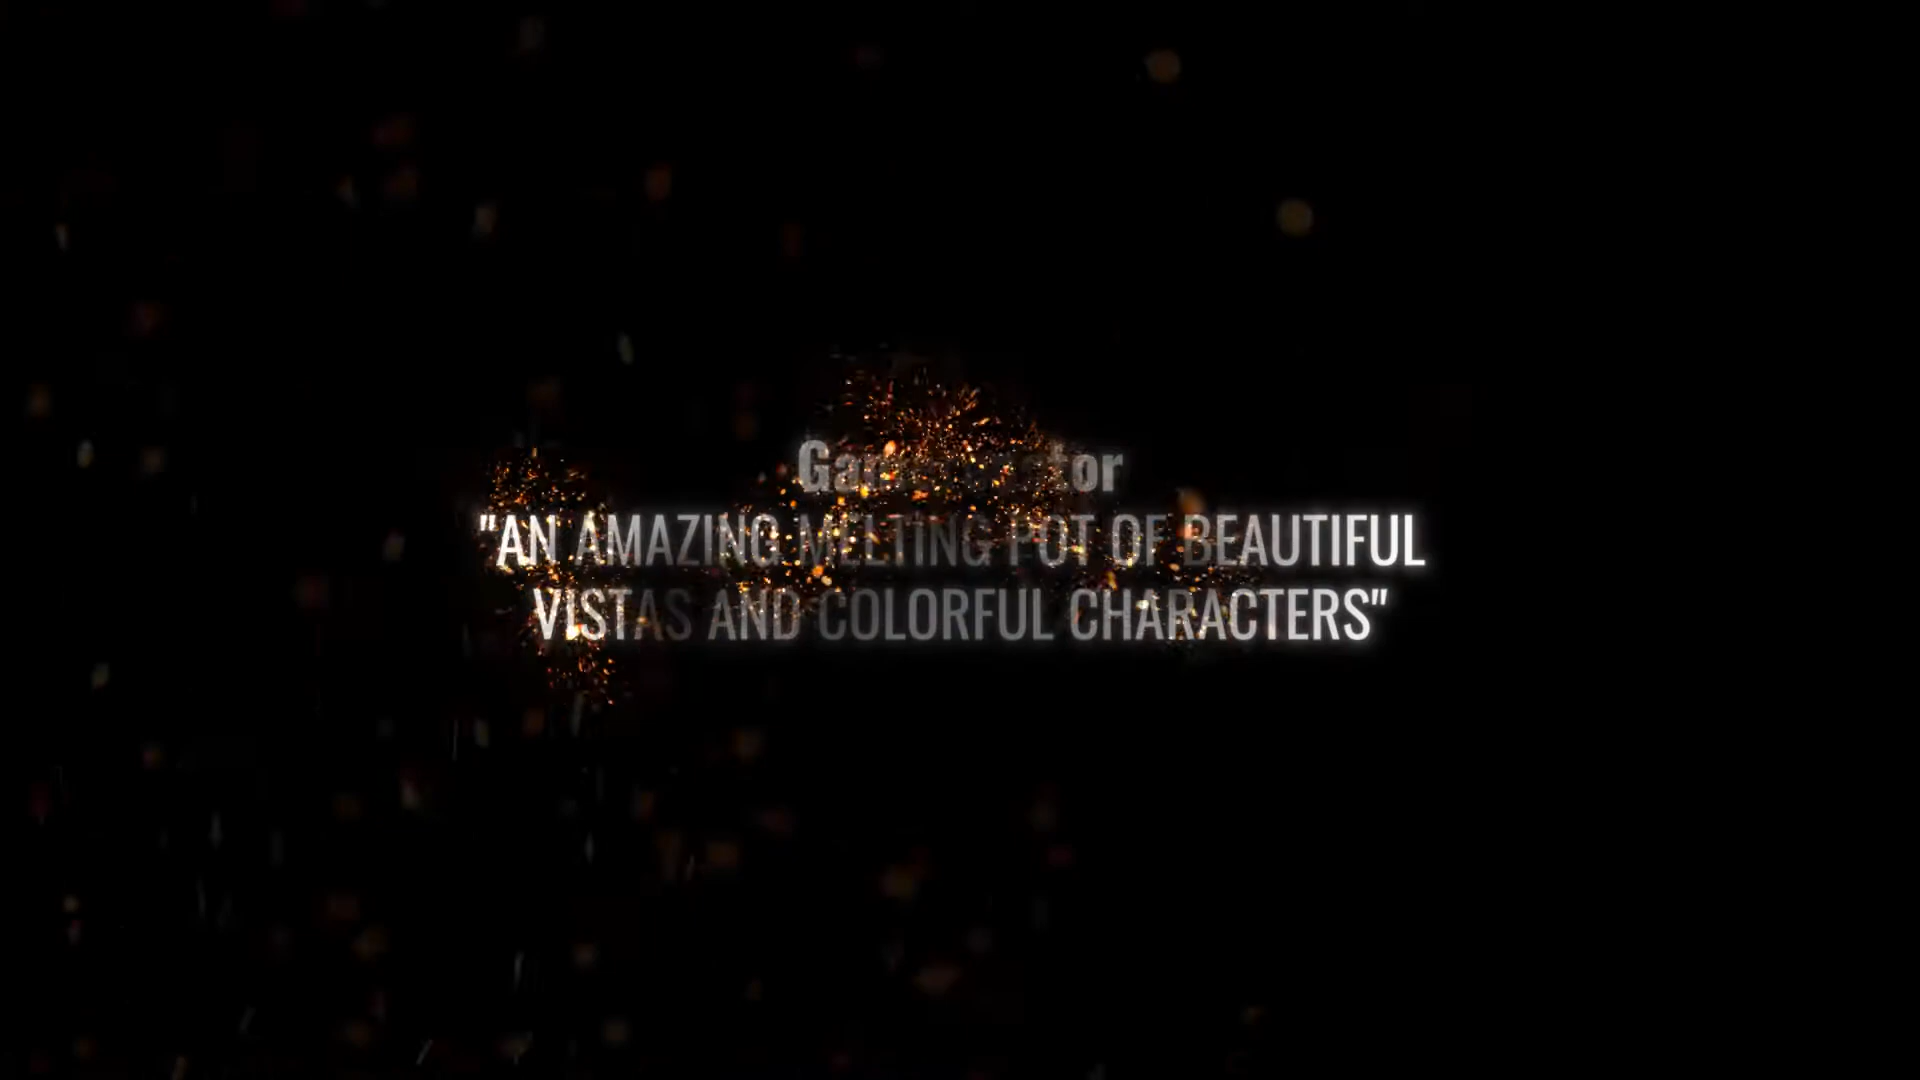 "AN AMAZING MELTING POT OF BEAUTIFUL
VISTAS AND COLORFUL CHARACTERS"